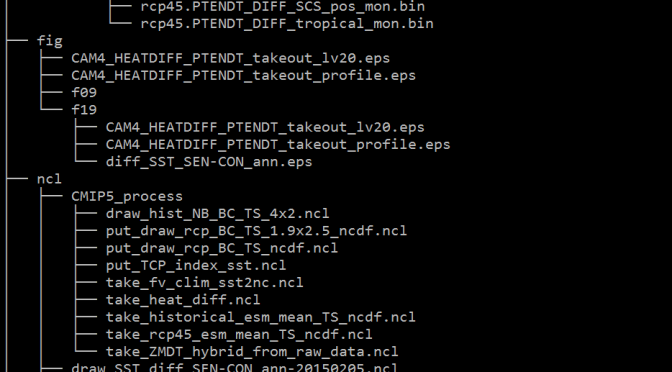 rcp45.PTENDT_DIFF_SCS_pos_mon.bin
rcp45.PTENDT_DIFF_tropical_mon.bin
fig
CAM4_HEATDIFF_PTENDT_takeout_lv20.eps
CAM4_HEATDIFF_PTENDT_takeout_profile.eps
f09
f19
CAM4_HEATDIFF_PTENDT_takeout_lv20.eps
CAM4_HEATDIFF_PTENDT_takeout_profile.eps
diff_SST_SEN-CON_ann.eps
ncl
CMIP5_process
draw_hist_NB_BC_TS_4x2.ncl
put_draw_rcp_BC_TS_1.9x2.5_ncdf.ncl
put_draw_rcp_BC_TS_ncdf.ncl
put_TCP_index_sst.ncl
take_fv_clim_sst2nc.ncl
take_heat_diff.ncl
take_historical_esm_mean_TS_ncdf.ncl
take_rcp45_esm_mean_TS_ncdf.ncl
take_ZMDT_hybrid_from_raw_data.ncl
draw_SST_diff_SEN-CON_ann-20150205.ncl